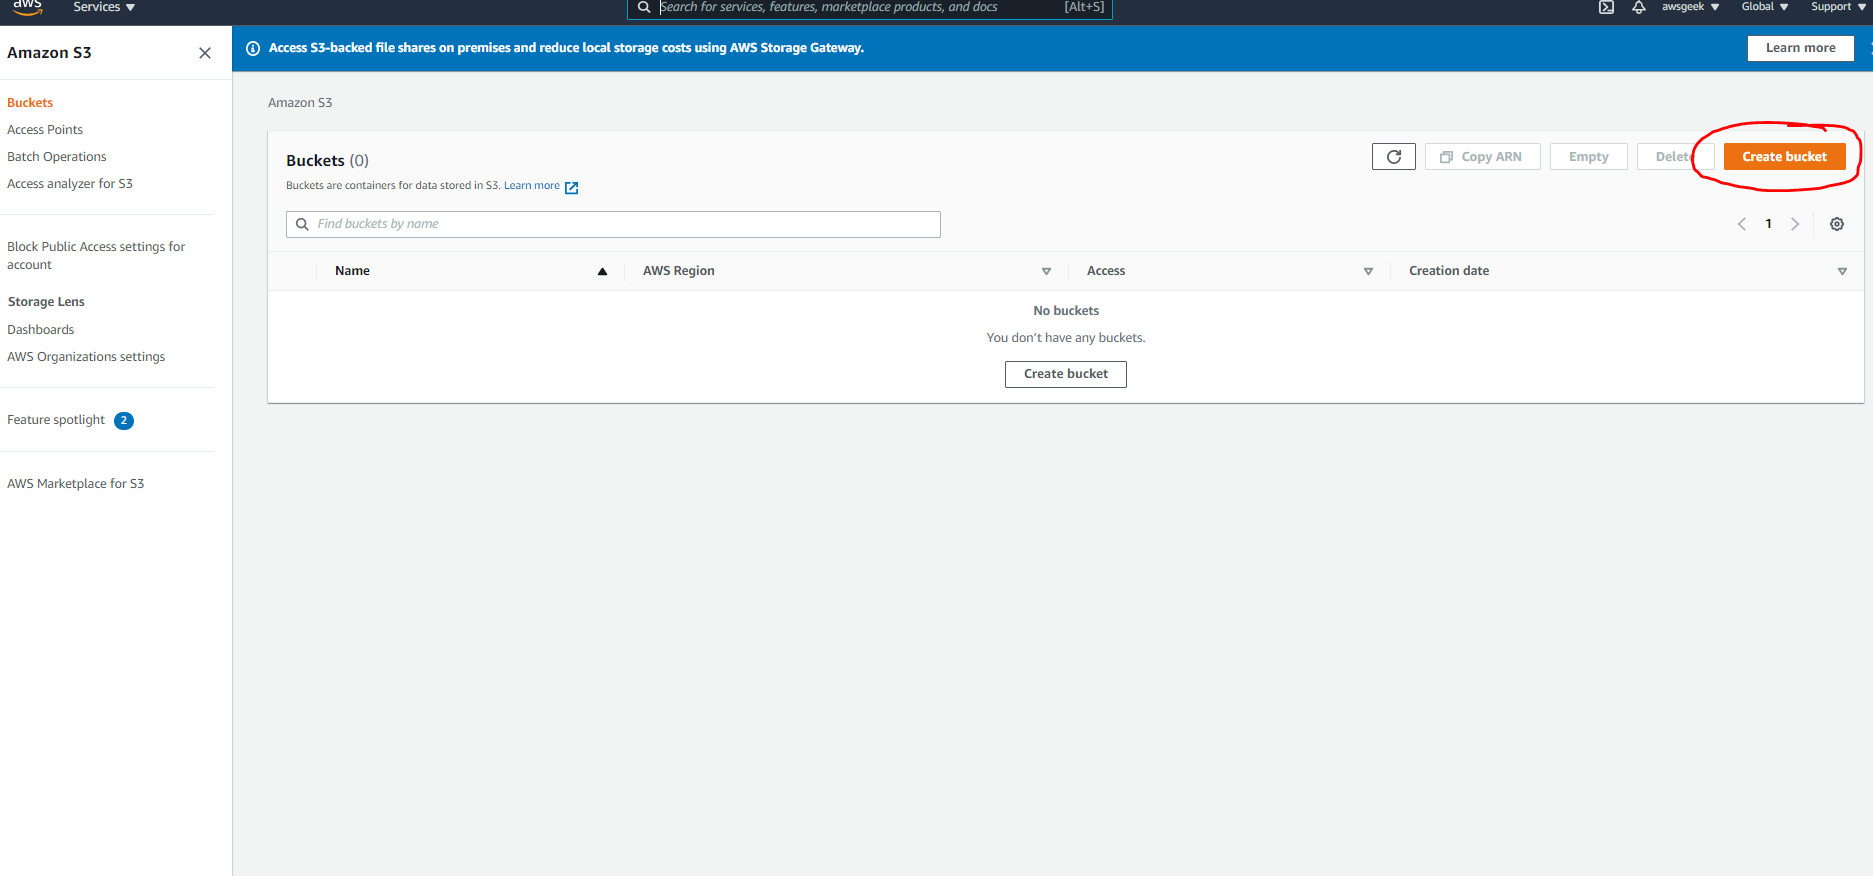 aws Services Search for services, features, marketplace products, and docs [Alt+S] awsgeek Global Support
Amazon S3
Access S3-backed file shares on premises and reduce local storage costs using AWS Storage Gateway. Learn more
Buckets
Access Points
Batch Operations
Access analyzer for S3
Block Public Access settings for
account
Storage Lens
Dashboards
AWS Organizations settings
Feature spotlight 2
AWS Marketplace for S3
Amazon S3
Buckets (0)
Buckets are containers for data stored in S3. Learn more
Copy ARN Empty Delete Create bucket
Find buckets by name
1
Name AWS Region Access Creation date
No buckets
You don't have any buckets.
Create bucket